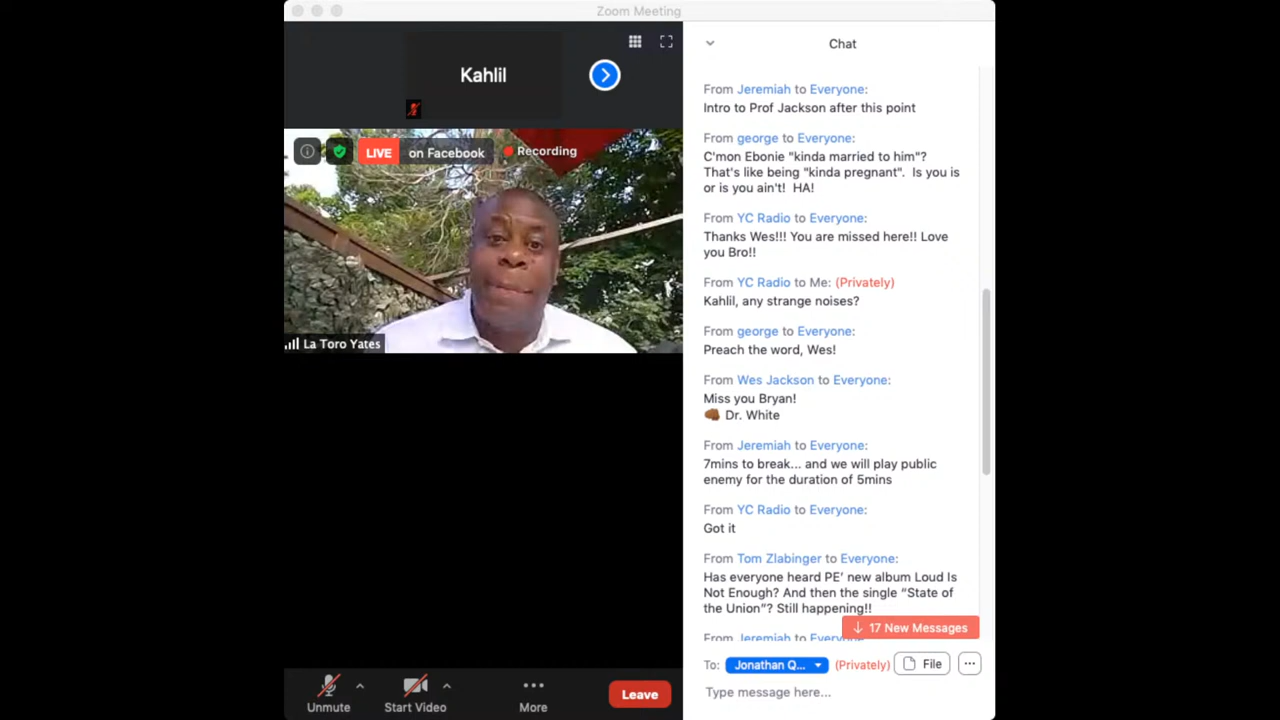 Zoom Meeting
Kahlil
LIVE on Facebook Recording
La Toro Yates
Unmute
Start Video
More
Leave
Chat
From Jeremiah to Everyone:
Intro to Prof Jackson after this point
From george to Everyone:
C'mon Ebonie "kinda married to him"?
That's like being "kinda pregnant". Is you is
or is you ain't! HA!
From YC Radio to Everyone:
Thanks Wes!!! You are missed here!! Love
you Bro!!
From YC Radio to Me: (Privately)
Kahlil, any strange noises?
From george to Everyone:
Preach the word, Wes!
From Wes Jackson to Everyone:
Miss you Bryan!
Dr. White
From Jeremiah to Everyone:
7mins to break... and we will play public
enemy for the duration of 5mins
From YC Radio to Everyone:
Got it
From Tom Zlabinger to Everyone:
Has everyone heard PE’ new album Loud Is
Not Enough? And then the single “State of
the Union”? Still happening!!
From Jeremiah to
17 New Messages
To: Jonathan Q... (Privately) File
Type message here...